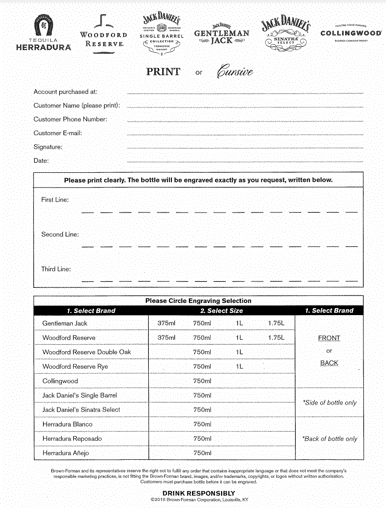 TEQUILA
HERRADURA
WOODFORD
RESERVE
JACK DANIEL'S
SINGLE BARREL
COLLECTION
JACK DANIEL'S
GENTLEMAN
JACK
JACK DANIEL'S
SINATRA
SELECT
COLLINGWOOD
PRINT or Cursive
Account purchased at:
Customer Name (please print):
Customer Phone Number:
Customer E-mail:
Signature:
Date:
Please print clearly. The bottle will be engraved exactly as you request, written below.
First Line:
Second Line:
Third Line:
Please Circle Engraving Selection
1. Select Brand 2. Select Size 1. Select Brand
Gentleman Jack 375ml 750ml 1L 1.75L
Woodford Reserve 375ml 750ml 1L 1.75L
FRONT
or
BACK
Woodford Reserve Double Oak 750ml 1L
Woodford Reserve Rye 750ml 1L
Collingwood 750ml
Jack Daniel's Single Barrel 750ml
*Side of bottle only
Jack Daniel's Sinatra Select 750ml
Herradura Blanco 750ml
Herradura Reposado 750ml
*Back of bottle only
Herradura Añejo 750ml
Brown-Forman and its representatives reserve the right not to fulfill any order that contains inappropriate language or that does not meet the company's
responsible marketing practices, is not fitting the Brown-Forman brand, images, and/or trademarks, copyrights, or logos without written authorization.
Customers must purchase bottle before it can be engraved.
DRINK RESPONSIBLY
©2016 Brown-Forman Corporation, Louisville, KY